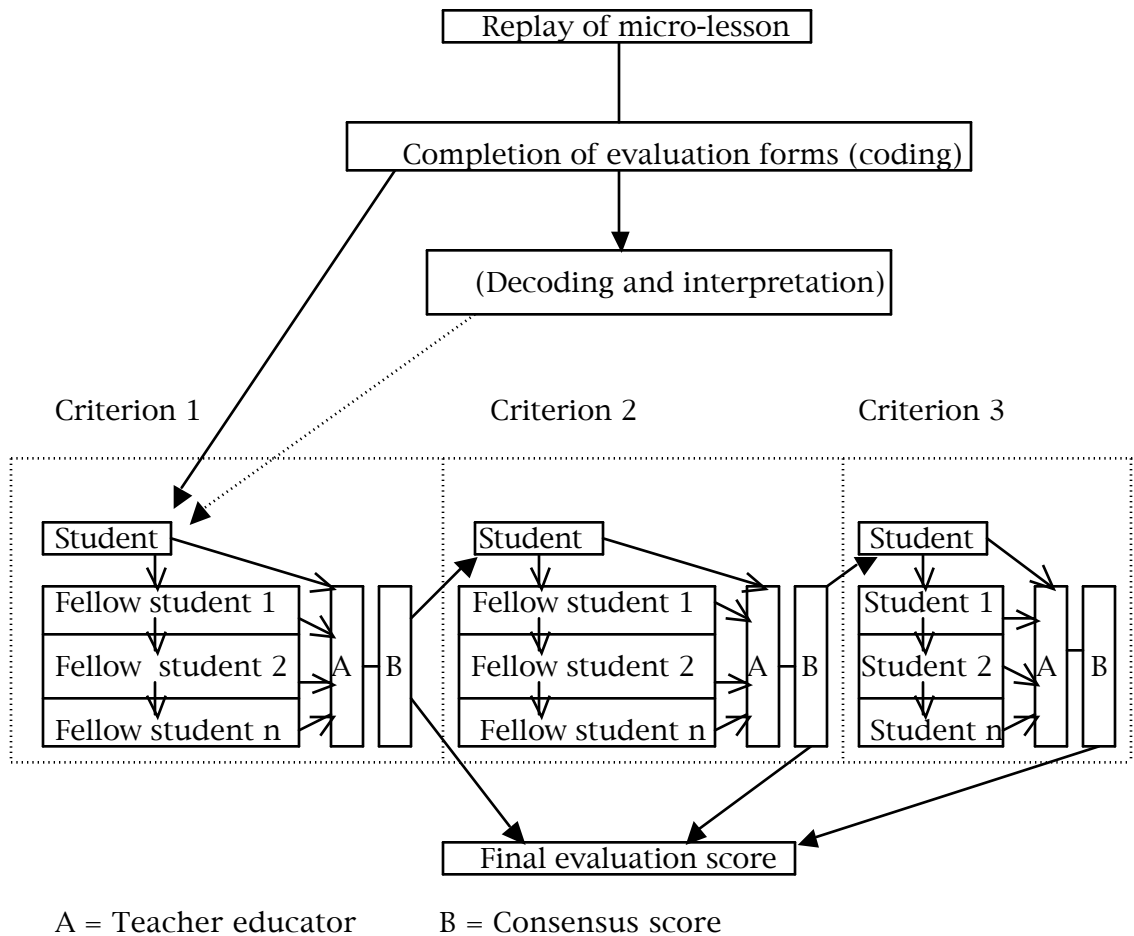 Replay of micro-lesson
Completion of evaluation forms (coding)
(Decoding and interpretation)
Criterion 1 Criterion 2 Criterion 3
Student Student Student
Fellow student 1 Fellow student 1 Student 1
Fellow student 2 A B Fellow student 2 A B Student 2 A B
Fellow student n Fellow student n Student n
Final evaluation score
A = Teacher educator B = Consensus score